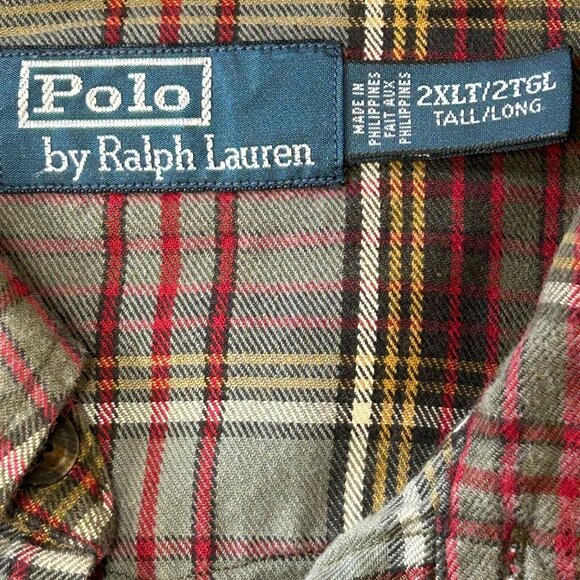 Polo
by Ralph Lauren
MADE IN
PHILIPPINES
FAIT AUX
PHILIPPINES
2XLT/2TGL
TALL/LONG